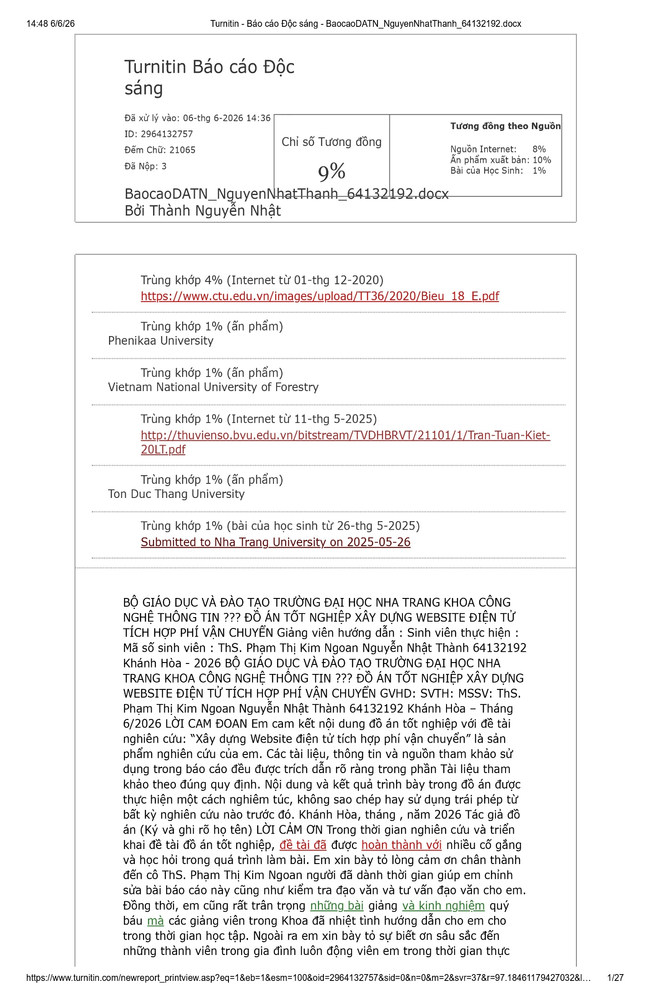 14:48 6/6/26 Turnitin - Báo cáo Độc sáng - BaocaoDATN_NguyenNhatThanh_64132192.docx
Turnitin Báo cáo Độc
sáng
Đã xử lý vào: 06-thg 6-2026 14:36
ID: 2964132757
Đếm Chữ: 21065
Đã Nộp: 3
Chỉ số Tương đồng
9%
Tương đồng theo Nguồn
Nguồn Internet: 8%
Ấn phẩm xuất bản: 10%
Bài của Học Sinh: 1%
BaocaoDATN_NguyenNhatThanh_64132192.docx
Bởi Thành Nguyễn Nhật
Trùng khớp 4% (Internet từ 01-thg 12-2020)
https://www.ctu.edu.vn/images/upload/TT36/2020/Bieu_18_E.pdf
Trùng khớp 1% (ấn phẩm)
Phenikaa University
Trùng khớp 1% (ấn phẩm)
Vietnam National University of Forestry
Trùng khớp 1% (Internet từ 11-thg 5-2025)
http://thuvienso.bvu.edu.vn/bitstream/TVDHBRVT/21101/1/Tran-Tuan-Kiet-
20LT.pdf
Trùng khớp 1% (ấn phẩm)
Ton Duc Thang University
Trùng khớp 1% (bài của học sinh từ 26-thg 5-2025)
Submitted to Nha Trang University on 2025-05-26
BỘ GIÁO DỤC VÀ ĐÀO TẠO TRƯỜNG ĐẠI HỌC NHA TRANG KHOA CÔNG
NGHỆ THÔNG TIN ??? ĐỒ ÁN TỐT NGHIỆP XÂY DỰNG WEBSITE ĐIỆN TỬ
TÍCH HỢP PHÍ VẬN CHUYỂN Giảng viên hướng dẫn : Sinh viên thực hiện :
Mã số sinh viên : ThS. Phạm Thị Kim Ngoan Nguyễn Nhật Thành 64132192
Khánh Hòa - 2026 BỘ GIÁO DỤC VÀ ĐÀO TẠO TRƯỜNG ĐẠI HỌC NHA
TRANG KHOA CÔNG NGHỆ THÔNG TIN ??? ĐỒ ÁN TỐT NGHIỆP XÂY DỰNG
WEBSITE ĐIỆN TỬ TÍCH HỢP PHÍ VẬN CHUYỂN GVHD: SVTH: MSSV: ThS.
Phạm Thị Kim Ngoan Nguyễn Nhật Thành 64132192 Khánh Hòa – Tháng
6/2026 LỜI CAM ĐOAN Em cam kết nội dung đồ án tốt nghiệp với đề tài
nghiên cứu: “Xây dựng Website điện tử tích hợp phí vận chuyển” là sản
phẩm nghiên cứu của em. Các tài liệu, thông tin và nguồn tham khảo sử
dụng trong báo cáo đều được trích dẫn rõ ràng trong phần Tài liệu tham
khảo theo đúng quy định. Nội dung và kết quả trình bày trong đồ án được
thực hiện một cách nghiêm túc, không sao chép hay sử dụng trái phép từ
bất kỳ nghiên cứu nào trước đó. Khánh Hòa, tháng , năm 2026 Tác giả đồ
án (Ký và ghi rõ họ tên) LỜI CẢM ƠN Trong thời gian nghiên cứu và triển
khai đề tài đồ án tốt nghiệp, đề tài đã được hoàn thành với nhiều cố gắng
và học hỏi trong quá trình làm bài. Em xin bày tỏ lòng cảm ơn chân thành
đến cô ThS. Phạm Thị Kim Ngoan người đã dành thời gian giúp em chỉnh
sửa bài báo cáo này cũng như kiểm tra đạo văn và tư vấn đạo văn cho em.
Đồng thời, em cũng rất trân trọng những bài giảng và kinh nghiệm quý
báu mà các giảng viên trong Khoa đã nhiệt tình hướng dẫn cho em cho
trong thời gian học tập. Ngoài ra em xin bày tỏ sự biết ơn sâu sắc đến
những thành viên trong gia đình luôn động viên em trong thời gian thực
https://www.turnitin.com/newreport_printview.asp?eq=1&eb=1&esm=100&oid=2964132757&sid=0&n=0&m=2&svr=37&r=97.18461179427032&l… 1/27